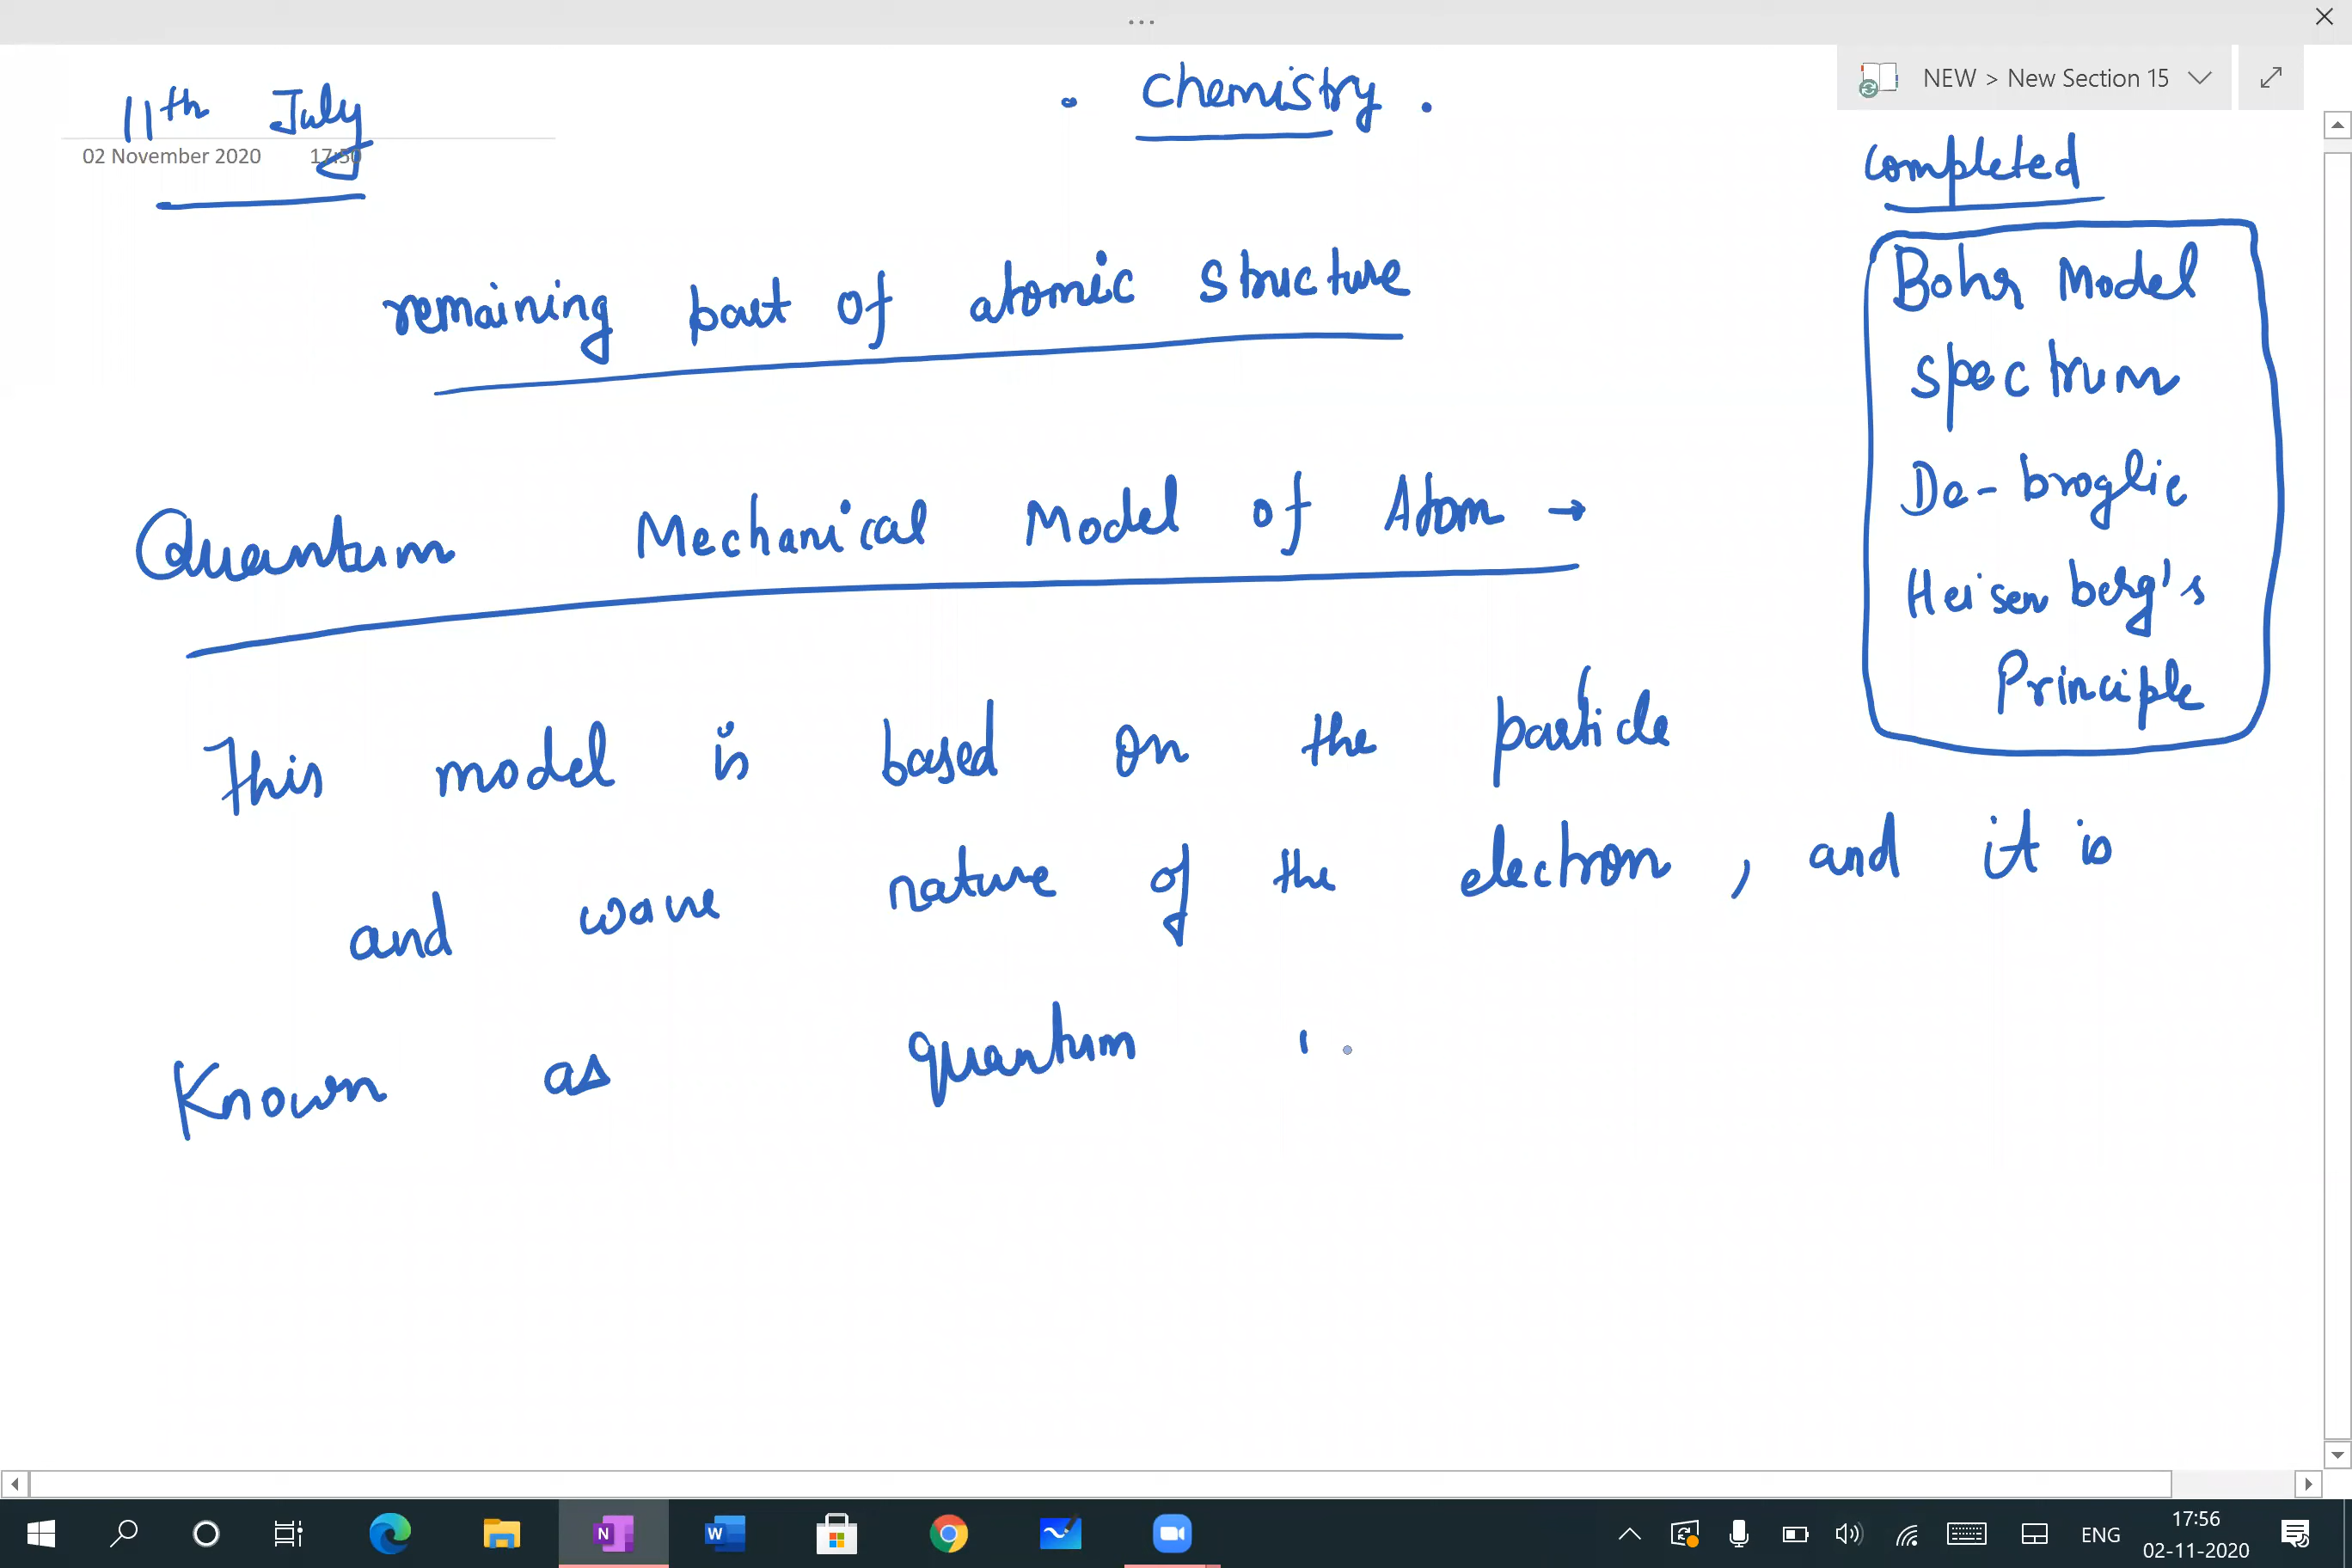 NEW > New Section 15
11th July
. Chemistry .
02 November 2020 17:50
completed
remaining part of atomic structure
Bohr Model
spectrum
De-broglie
Heisenberg's
Principle
Quantum Mechanical Model of Atom →
This model is based on the particle
and wave nature of the electron, and it is
Known as quantum
ENG
17:56
02-11-2020